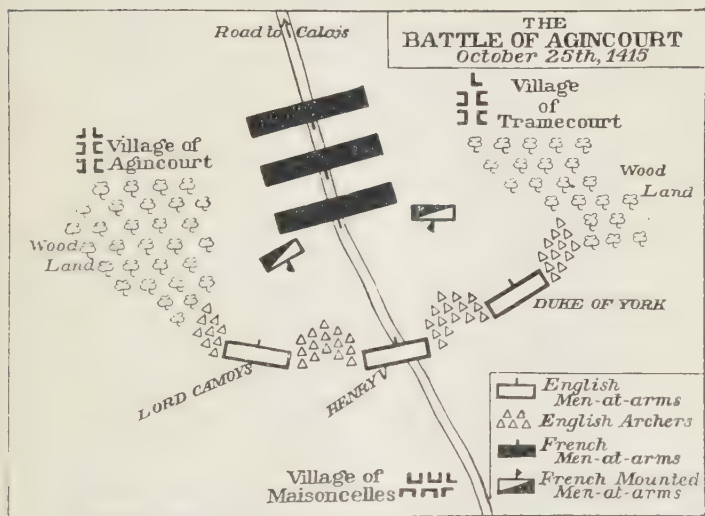 THE
BATTLE OF AGINCOURT
October 25th, 1415
Road to Calais
Village
of
Tramecourt
Village of
Agincourt
Wood
Land
Wood
Land
DUKE OF YORK
LORD CAMOYS
HENRY V
English
Men-at-arms
English Archers
French
Men-at-arms
French Mounted
Men-at-arms
Village of
Maisoncelles